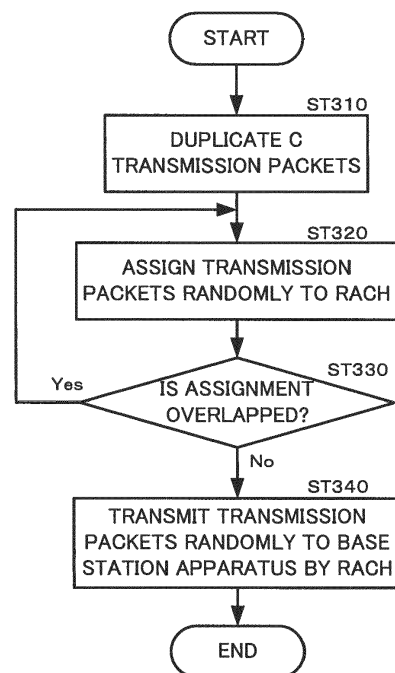 START
ST310
DUPLICATE C
TRANSMISSION PACKETS
ST320
ASSIGN TRANSMISSION
PACKETS RANDOMLY TO RACH
ST330
Yes
IS ASSIGNMENT
OVERLAPPED?
No
ST340
TRANSMIT TRANSMISSION
PACKETS RANDOMLY TO BASE
STATION APPARATUS BY RACH
END